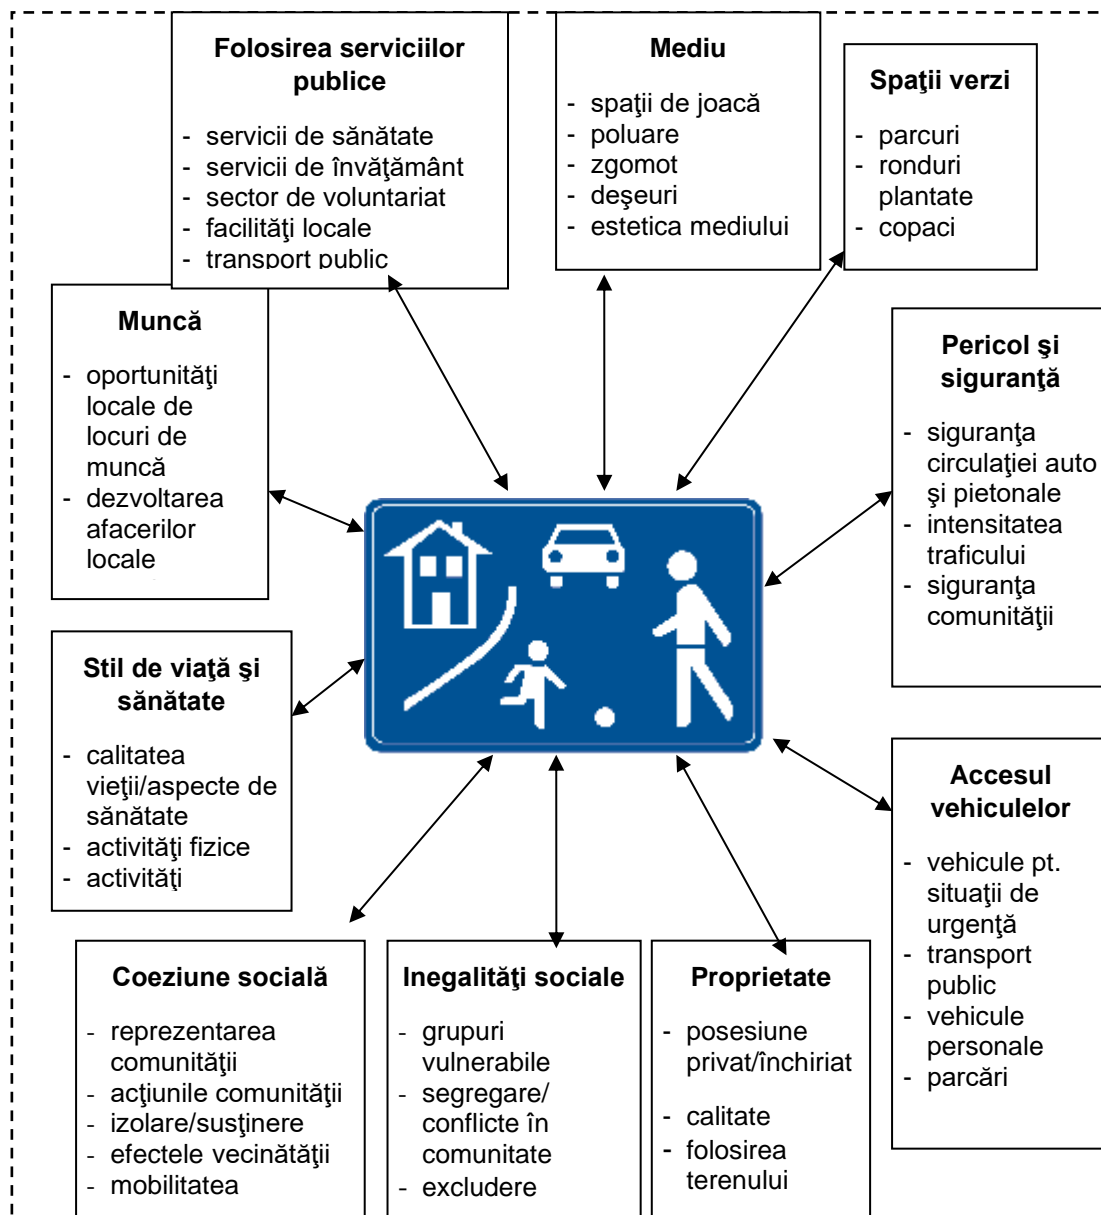 Folosirea serviciilor
publice
- servicii de sănătate
- servicii de învăţământ
- sector de voluntariat
- facilităţi locale
- transport public
Mediu
- spaţii de joacă
- poluare
- zgomot
- deşeuri
- estetica mediului
Spaţii verzi
- parcuri
- ronduri
plantate
- copaci
Muncă
- oportunităţi
locale de
locuri de
muncă
- dezvoltarea
afacerilor
locale
Pericol şi
siguranţă
- siguranţa
circulaţiei auto
şi pietonale
- intensitatea
traficului
- siguranţa
comunităţii
Stil de viaţă şi
sănătate
- calitatea
vieţii/aspecte de
sănătate
- activităţi fizice
- activităţi
Accesul
vehiculelor
- vehicule pt.
situaţii de
urgenţă
- transport
public
- vehicule
personale
- parcări
Coeziune socială
- reprezentarea
comunităţii
- acţiunile comunităţii
- izolare/susţinere
- efectele vecinătăţii
- mobilitatea
Inegalităţi sociale
- grupuri
vulnerabile
- segregare/
conflicte în
comunitate
- excludere
Proprietate
- posesiune
privat/închiriat
- calitate
- folosirea
terenului